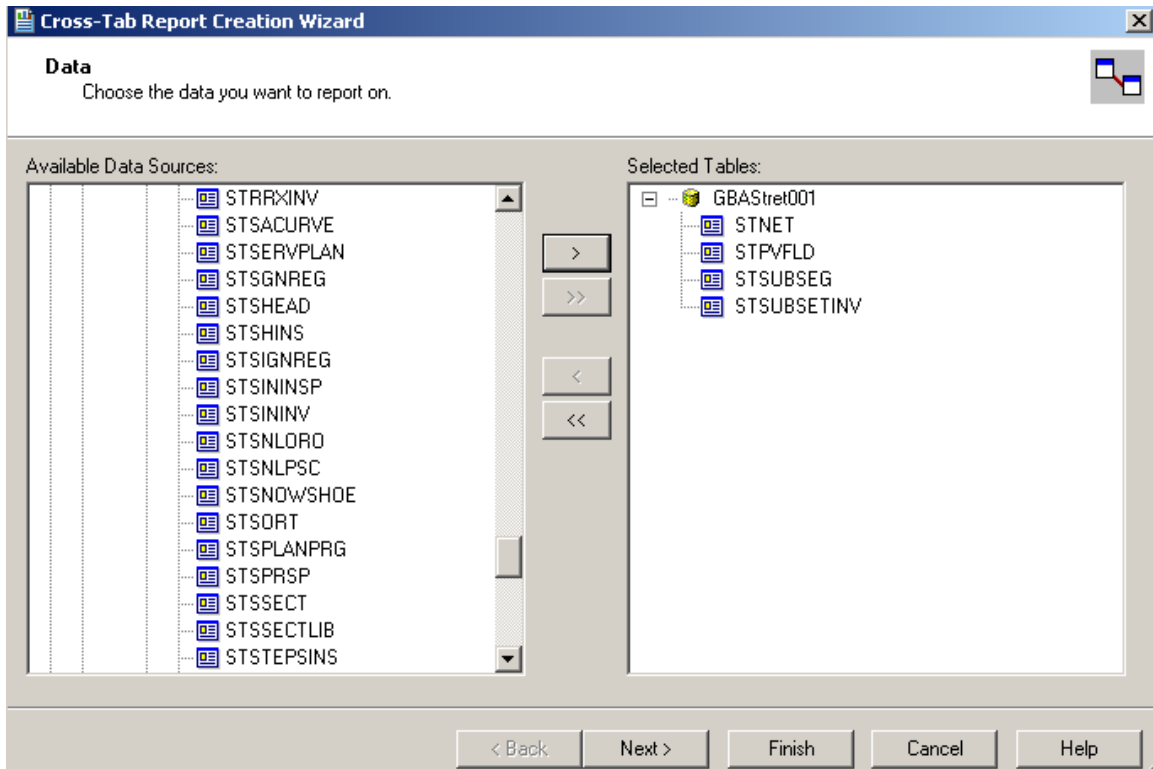 Cross-Tab Report Creation Wizard
Data
Choose the data you want to report on.
Available Data Sources:
STRRXINV
STSACURVE
STSERVPLAN
STSGNREG
STSHEAD
STSHINS
STSIGNREG
STSININSP
STSININV
STSNLORO
STSNLPSC
STSNOWSHOE
STSORT
STSPLANPRG
STSPRSP
STSSECT
STSSECTLIB
STSTEPSINS
>
>>
<
<<
Selected Tables:
GBAStret001
STNET
STPVFLD
STSUBSEG
STSUBSETINV
< Back Next > Finish Cancel Help